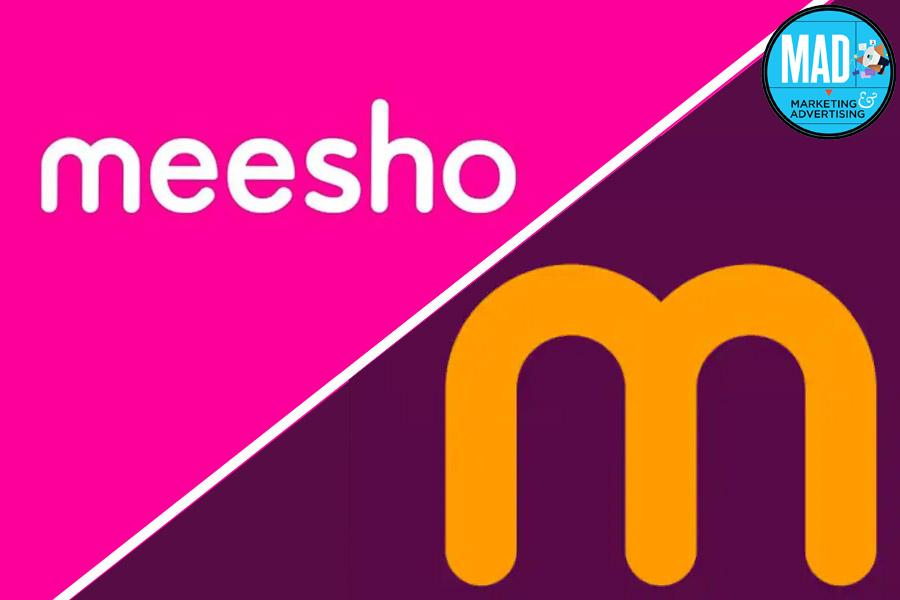 meesho
MAD
MARKETING &
ADVERTISING
m